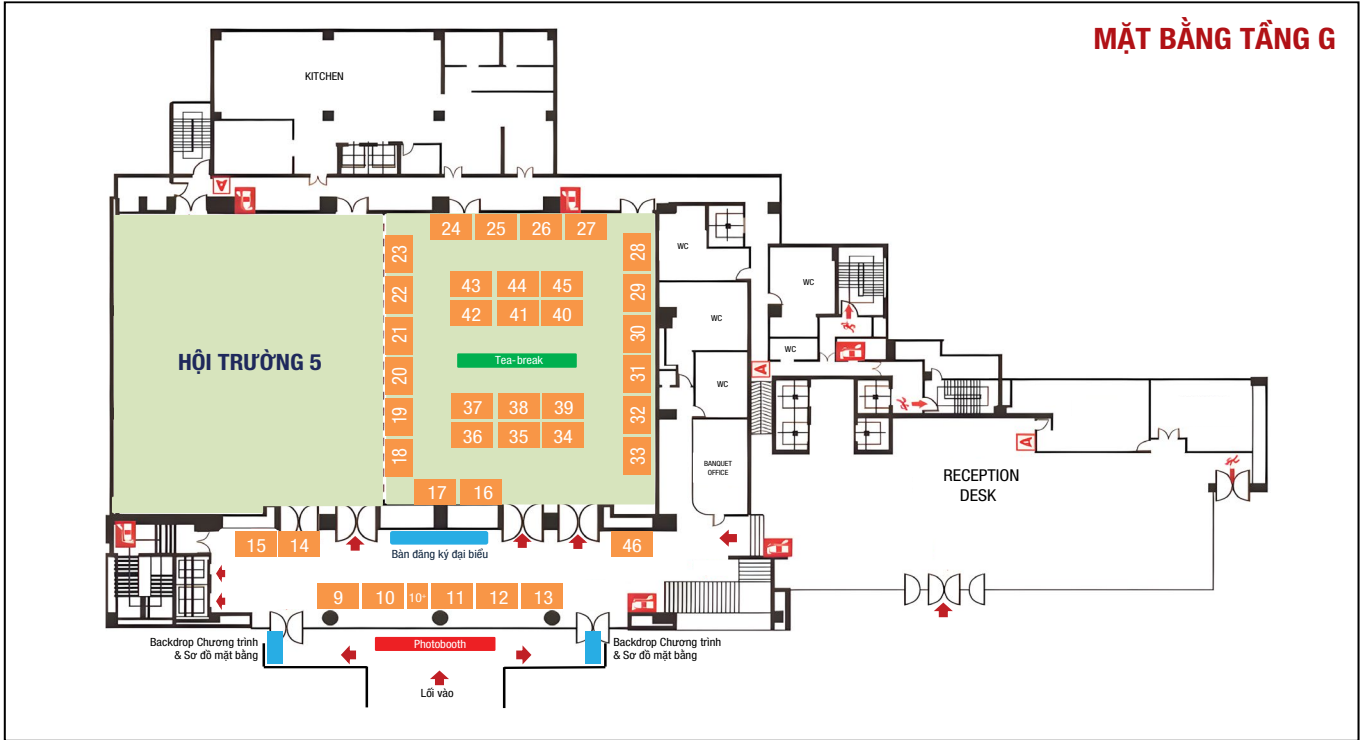 MẶT BẰNG TẦNG G
KITCHEN
A
24 25 26 27
23
28
WC
22
43 44 45
29
WC
42 41 40
21
30
WC
HỘI TRƯỜNG 5
Tea-break
WC
20
31
A
19
37 38 39
32
WC
36 35 34
18
33
A
BANQUET
OFFICE
RECEPTION
DESK
17 16
15 14
Bàn đăng ký đại biểu
46
9 10 10+ 11 12 13
Backdrop Chương trình
& Sơ đồ mặt bằng
Photobooth
Backdrop Chương trình
& Sơ đồ mặt bằng
Lối vào